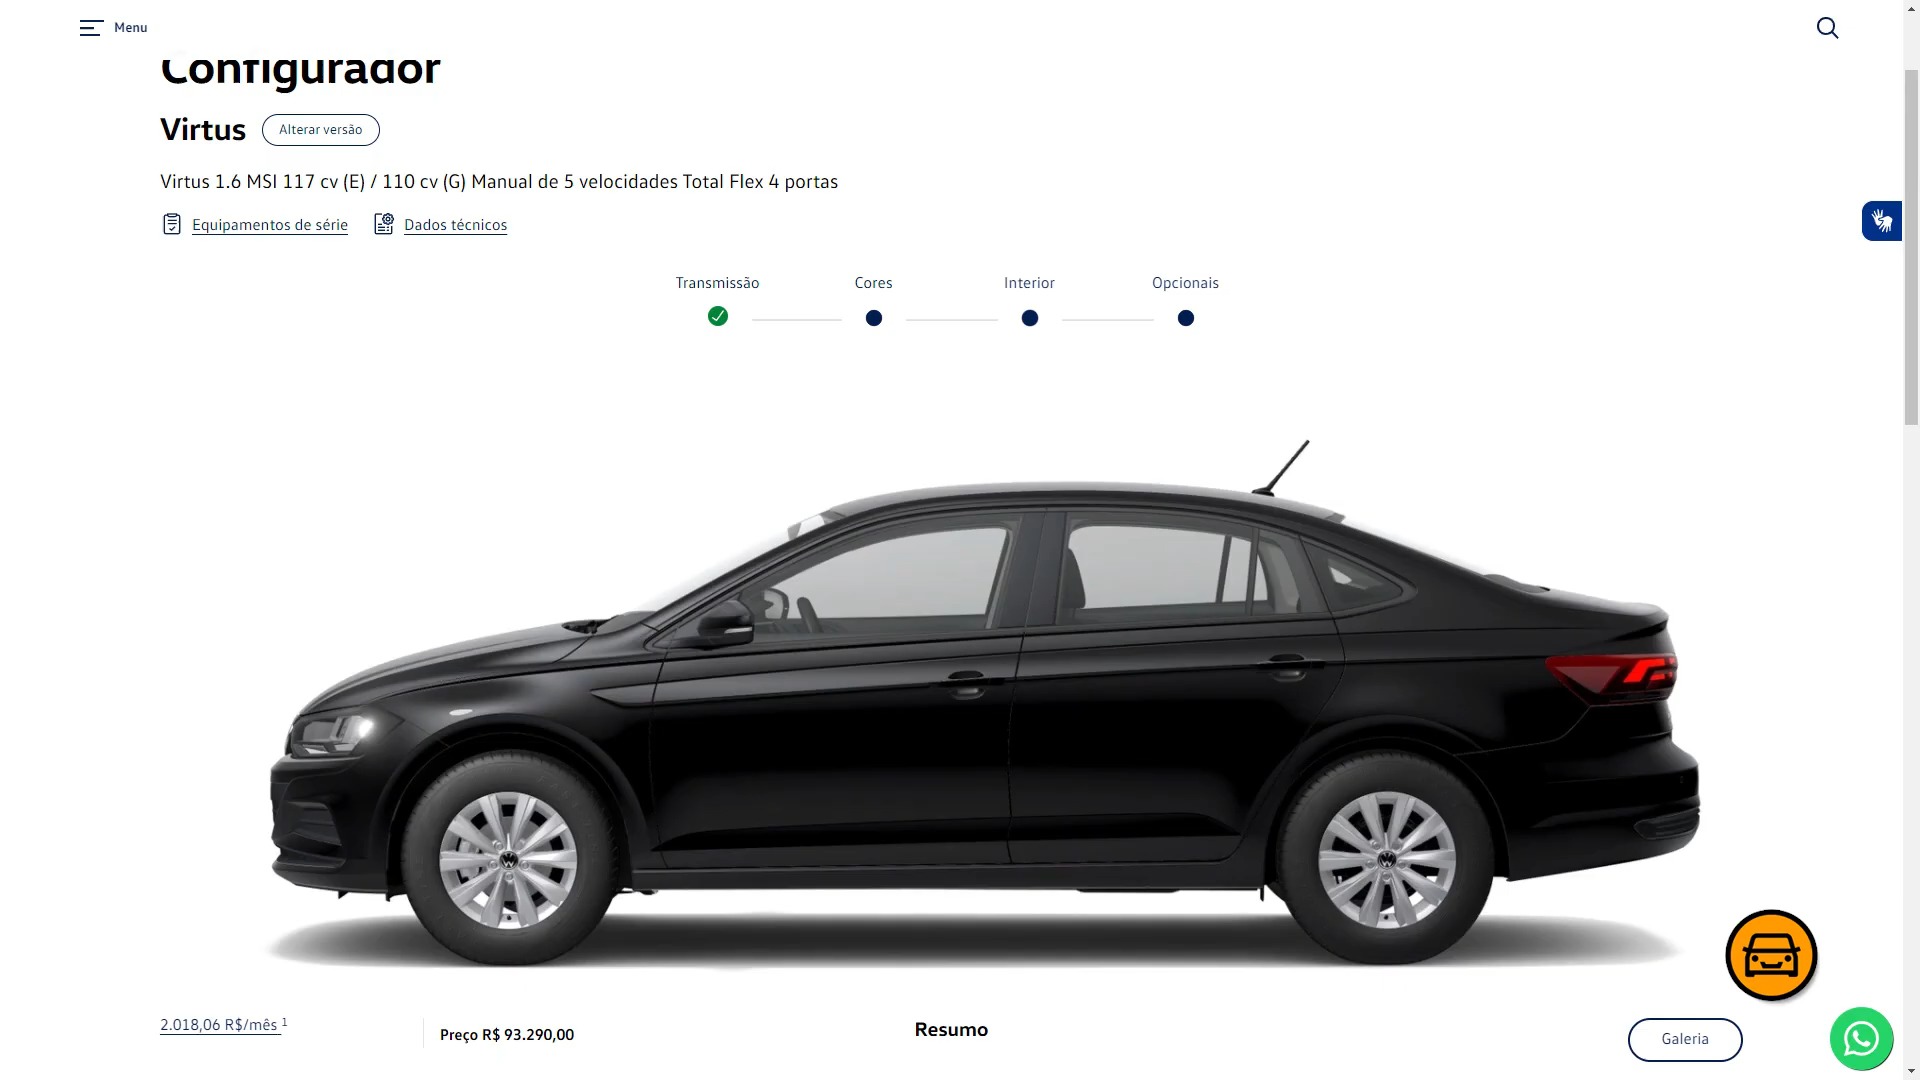 Menu
Configurador
Virtus
Alterar versão
Virtus 1.6 MSI 117 cv (E) / 110 cv (G) Manual de 5 velocidades Total Flex 4 portas
Equipamentos de série
Dados técnicos
Transmissão
Cores
Interior
Opcionais
2.018,06 R$/mês 1
Preço R$ 93.290,00
Resumo
Galeria